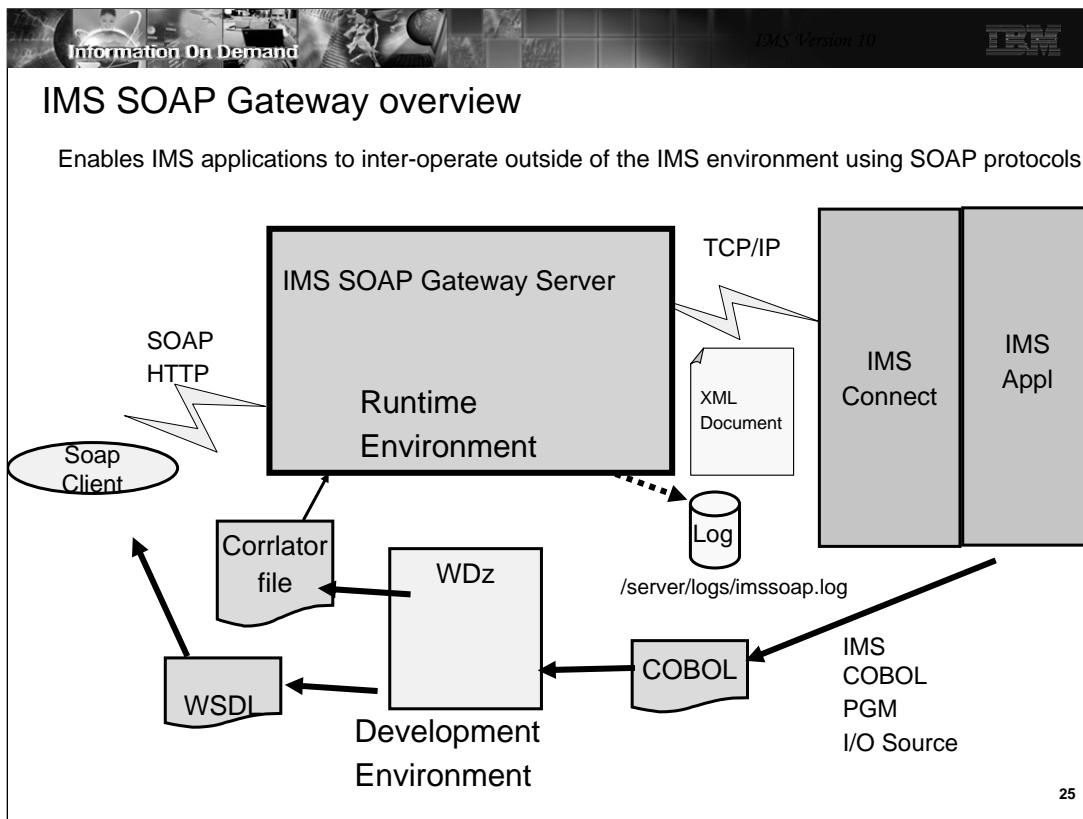 Information On Demand
IMS Version 10
IBM
IMS SOAP Gateway overview
Enables IMS applications to inter-operate outside of the IMS environment using SOAP protocols
IMS SOAP Gateway Server
Runtime
Environment
TCP/IP
SOAP
HTTP
Soap
Client
XML
Document
IMS
Connect
IMS
Appl
Corrlator
file
WDz
Log
/server/logs/imssoap.log
WSDL
COBOL
IMS
COBOL
PGM
I/O Source
Development
Environment
25